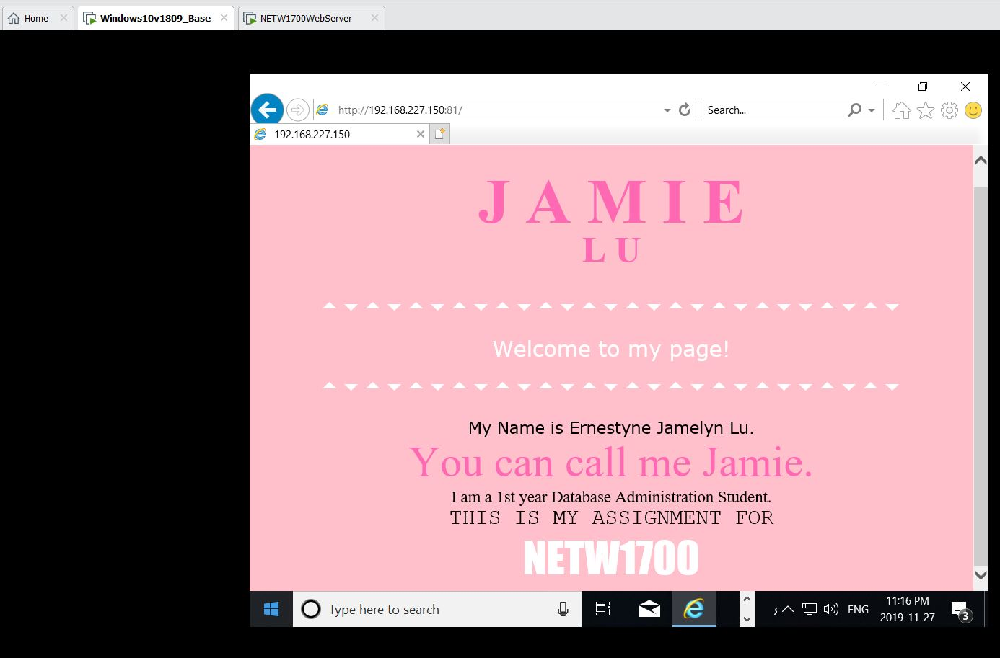 Home
Windows10v1809_Base
NETW1700WebServer
http://192.168.227.150:81/
Search...
192.168.227.150
J A M I E
L U
Welcome to my page!
My Name is Ernestyne Jamelyn Lu.
You can call me Jamie.
I am a 1st year Database Administration Student.
THIS IS MY ASSIGNMENT FOR
NETW1700
Type here to search
ENG
11:16 PM
2019-11-27
3